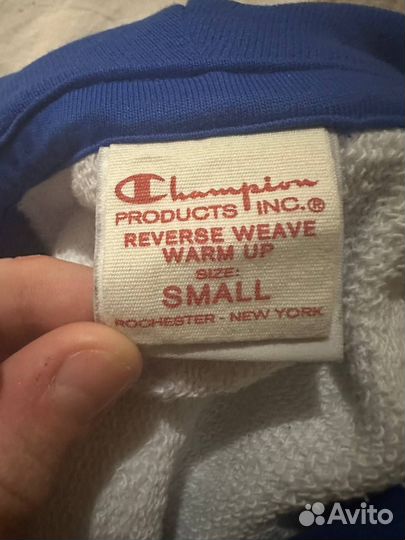 Champion
PRODUCTS INC.®
REVERSE WEAVE
WARM UP
SIZE:
SMALL
ROCHESTER - NEW YORK
Avito